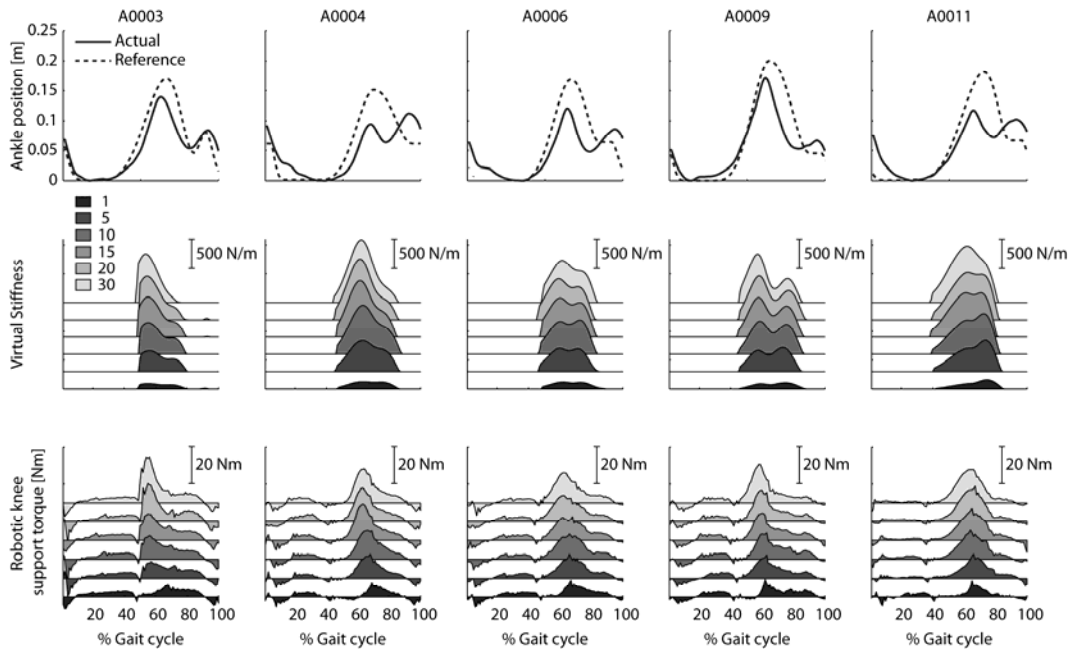 A0003 A0004 A0006 A0009 A0011
Ankle position [m]
0.25
0.2
0.15
0.1
0.05
0
Actual
Reference
Virtual Stiffness
1
5
10
15
20
30
500 N/m 500 N/m 500 N/m 500 N/m 500 N/m
Robotic knee
support torque [Nm]
20 Nm 20 Nm 20 Nm 20 Nm 20 Nm
20 40 60 80 100 20 40 60 80 100 20 40 60 80 100 20 40 60 80 100 20 40 60 80 100
% Gait cycle % Gait cycle % Gait cycle % Gait cycle % Gait cycle